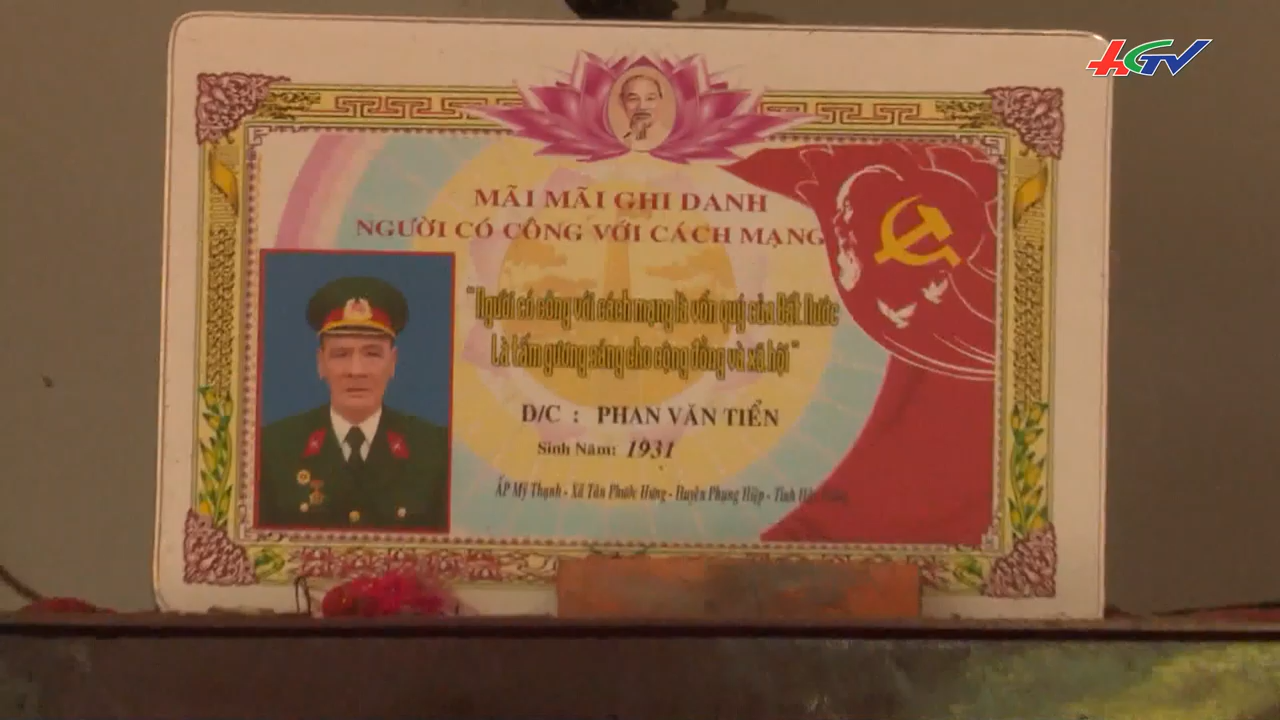 HGTV
MÃI MÃI GHI DANH
NGƯỜI CÓ CÔNG VỚI CÁCH MẠNG
"Người có công với cách mạng là vốn quý của Đất Nước
Là tấm gương sáng cho cộng đồng và xã hội"
Đ/C : PHAN VĂN TIỂN
Sinh Năm: 1931
ẤP Mỹ Thạnh - Xã Tân Phước Hưng - Huyện Phụng Hiệp - Tỉnh